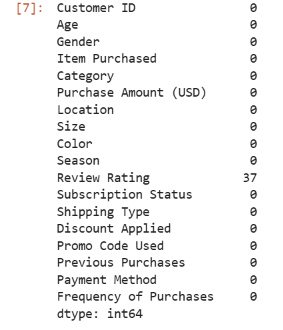 [7]: Customer ID 0
Age 0
Gender 0
Item Purchased 0
Category 0
Purchase Amount (USD) 0
Location 0
Size 0
Color 0
Season 0
Review Rating 37
Subscription Status 0
Shipping Type 0
Discount Applied 0
Promo Code Used 0
Previous Purchases 0
Payment Method 0
Frequency of Purchases 0
dtype: int64